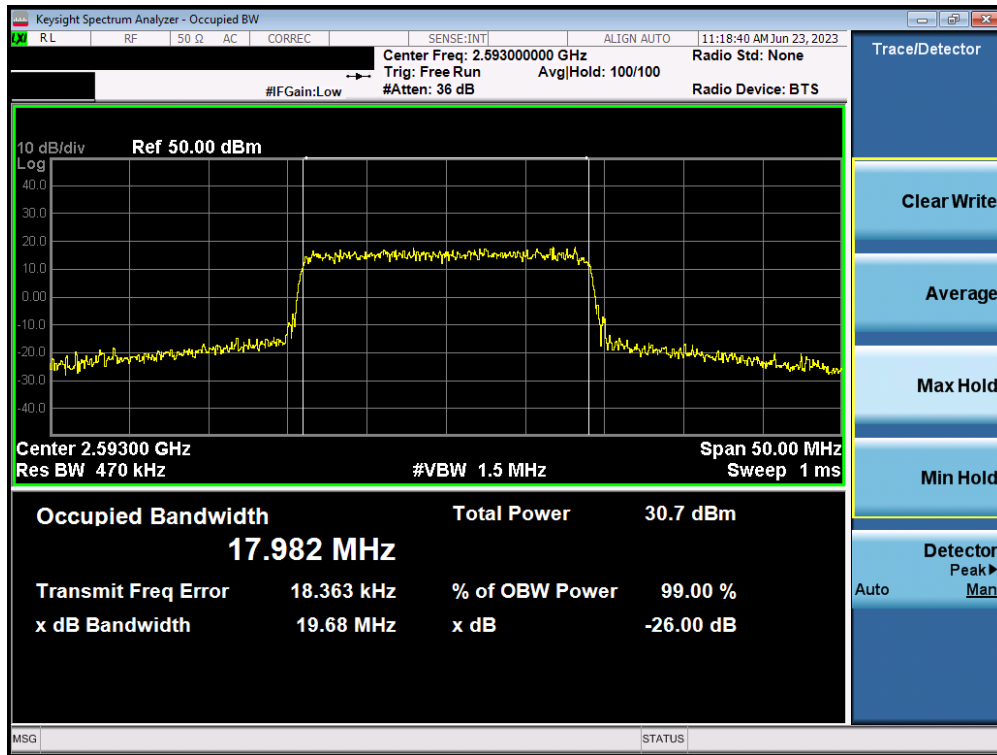 Keysight Spectrum Analyzer - Occupied BW
LXI RL RF 50 Ω AC CORREC SENSE:INT ALIGN AUTO 11:18:40 AM Jun 23, 2023
Center Freq: 2.593000000 GHz Radio Std: None
Trig: Free Run Avg|Hold: 100/100
#IFGain:Low #Atten: 36 dB Radio Device: BTS
10 dB/div Ref 50.00 dBm
Log
40.0
30.0
20.0
10.0
0.00
-10.0
-20.0
-30.0
-40.0
Center 2.59300 GHz Span 50.00 MHz
Res BW 470 kHz #VBW 1.5 MHz Sweep 1 ms
Occupied Bandwidth Total Power 30.7 dBm
17.982 MHz
Transmit Freq Error 18.363 kHz % of OBW Power 99.00 %
x dB Bandwidth 19.68 MHz x dB -26.00 dB
MSG STATUS
Trace/Detector
Clear Write
Average
Max Hold
Min Hold
Detector
Peak▶
Auto Man